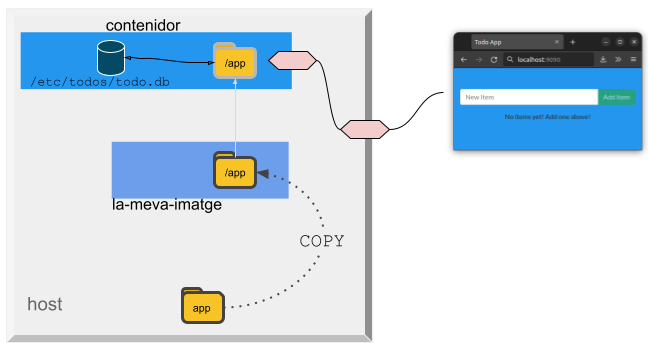 contenidor
/app
/etc/todos/todo.db
Todo App
localhost:9090
New Item
Add Item
No items yet! Add one above!
/app
la-meva-imatge
COPY
app
host